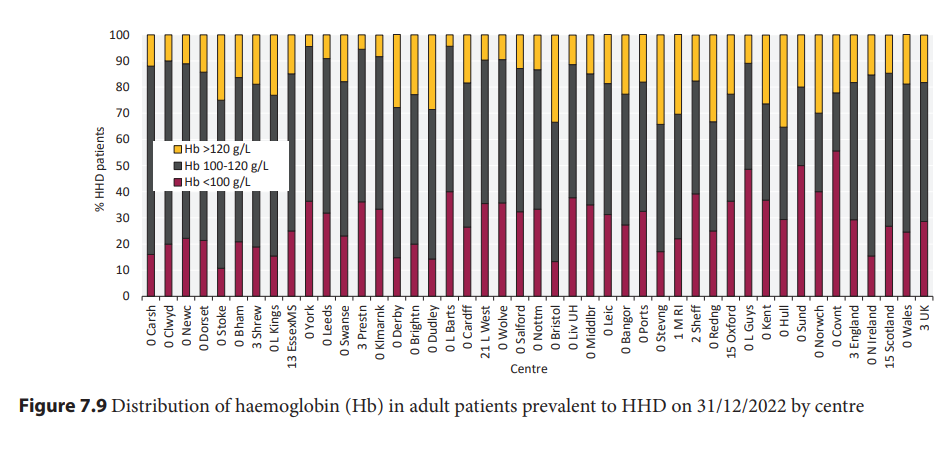 100
90
80
70
60
50
40
30
20
10
0
% HHD patients
Hb >120 g/L
Hb 100-120 g/L
Hb <100 g/L
0 Carsh
0 Clwyd
0 Newc
0 Dorset
0 Stoke
0 Bham
3 Shrew
0 L Kings
13 EssexMS
0 York
0 Leeds
0 Swanse
3 Prestn
0 Klmarnk
0 Derby
0 Brightn
0 Dudley
0 L Barts
0 Cardff
21 L West
0 Wolve
0 Salford
0 Nottm
0 Bristol
0 Liv UH
0 Middlbr
0 Leic
0 Bangor
0 Ports
0 Stevng
1 M RI
2 Sheff
0 Redng
15 Oxford
0 L Guys
0 Kent
0 Hull
0 Sund
0 Norwch
0 Covnt
3 England
0 N Ireland
15 Scotland
0 Wales
3 UK
Centre
Figure 7.9 Distribution of haemoglobin (Hb) in adult patients prevalent to HHD on 31/12/2022 by centre